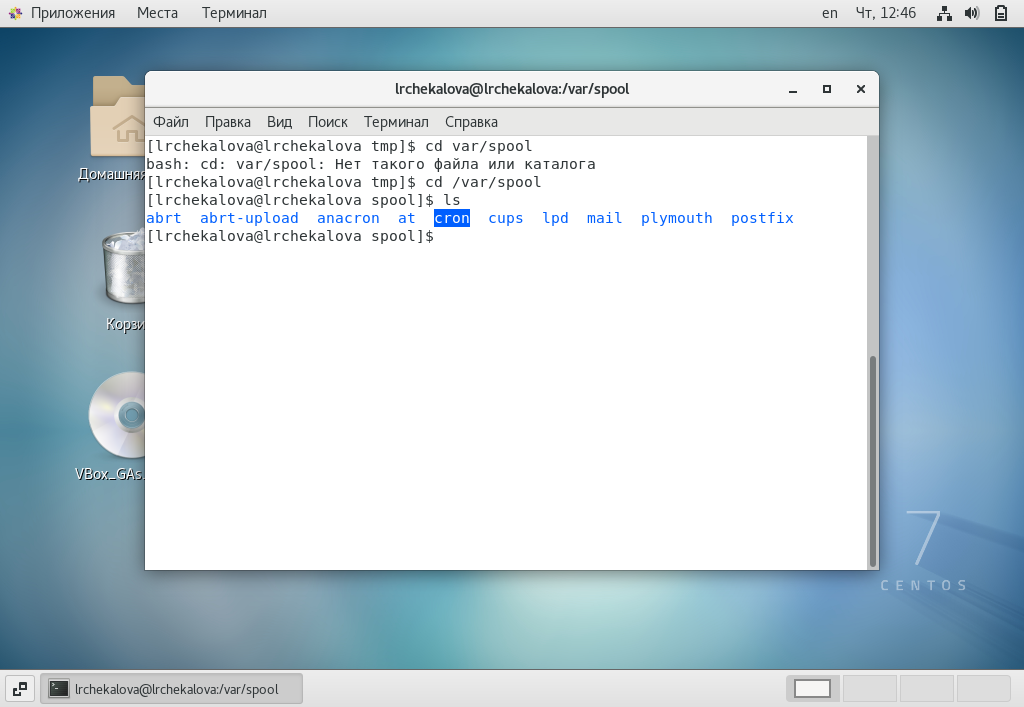 Приложения Места Терминал en Чт, 12:46
lrchekalova@lrchekalova:/var/spool
Файл Правка Вид Поиск Терминал Справка
[lrchekalova@lrchekalova tmp]$ cd var/spool
bash: cd: var/spool: Нет такого файла или каталога
[lrchekalova@lrchekalova tmp]$ cd /var/spool
[lrchekalova@lrchekalova spool]$ ls
abrt abrt-upload anacron at cron cups lpd mail plymouth postfix
[lrchekalova@lrchekalova spool]$
Домашняя
Корзи
VBox_GAs
7
CENTOS
lrchekalova@lrchekalova:/var/spool